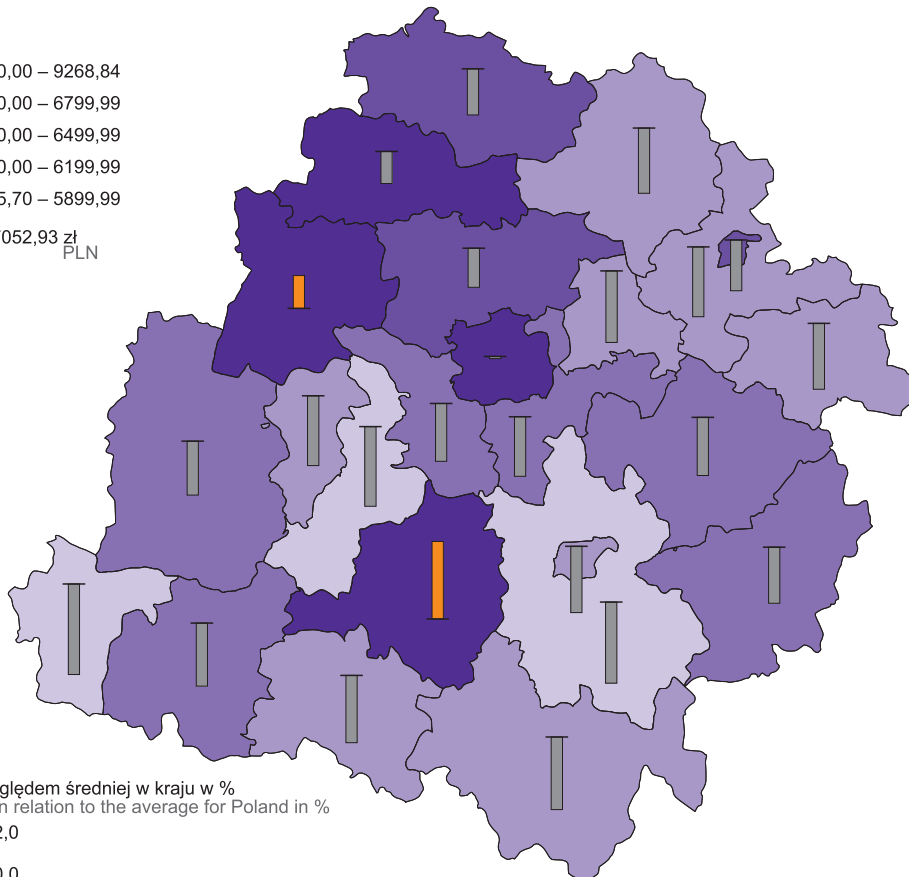 0,00 – 9268,84
0,00 – 6799,99
0,00 – 6499,99
0,00 – 6199,99
5,70 – 5899,99
7052,93 zł
PLN
ględem średniej w kraju w %
n relation to the average for Poland in %
2,0
0,0